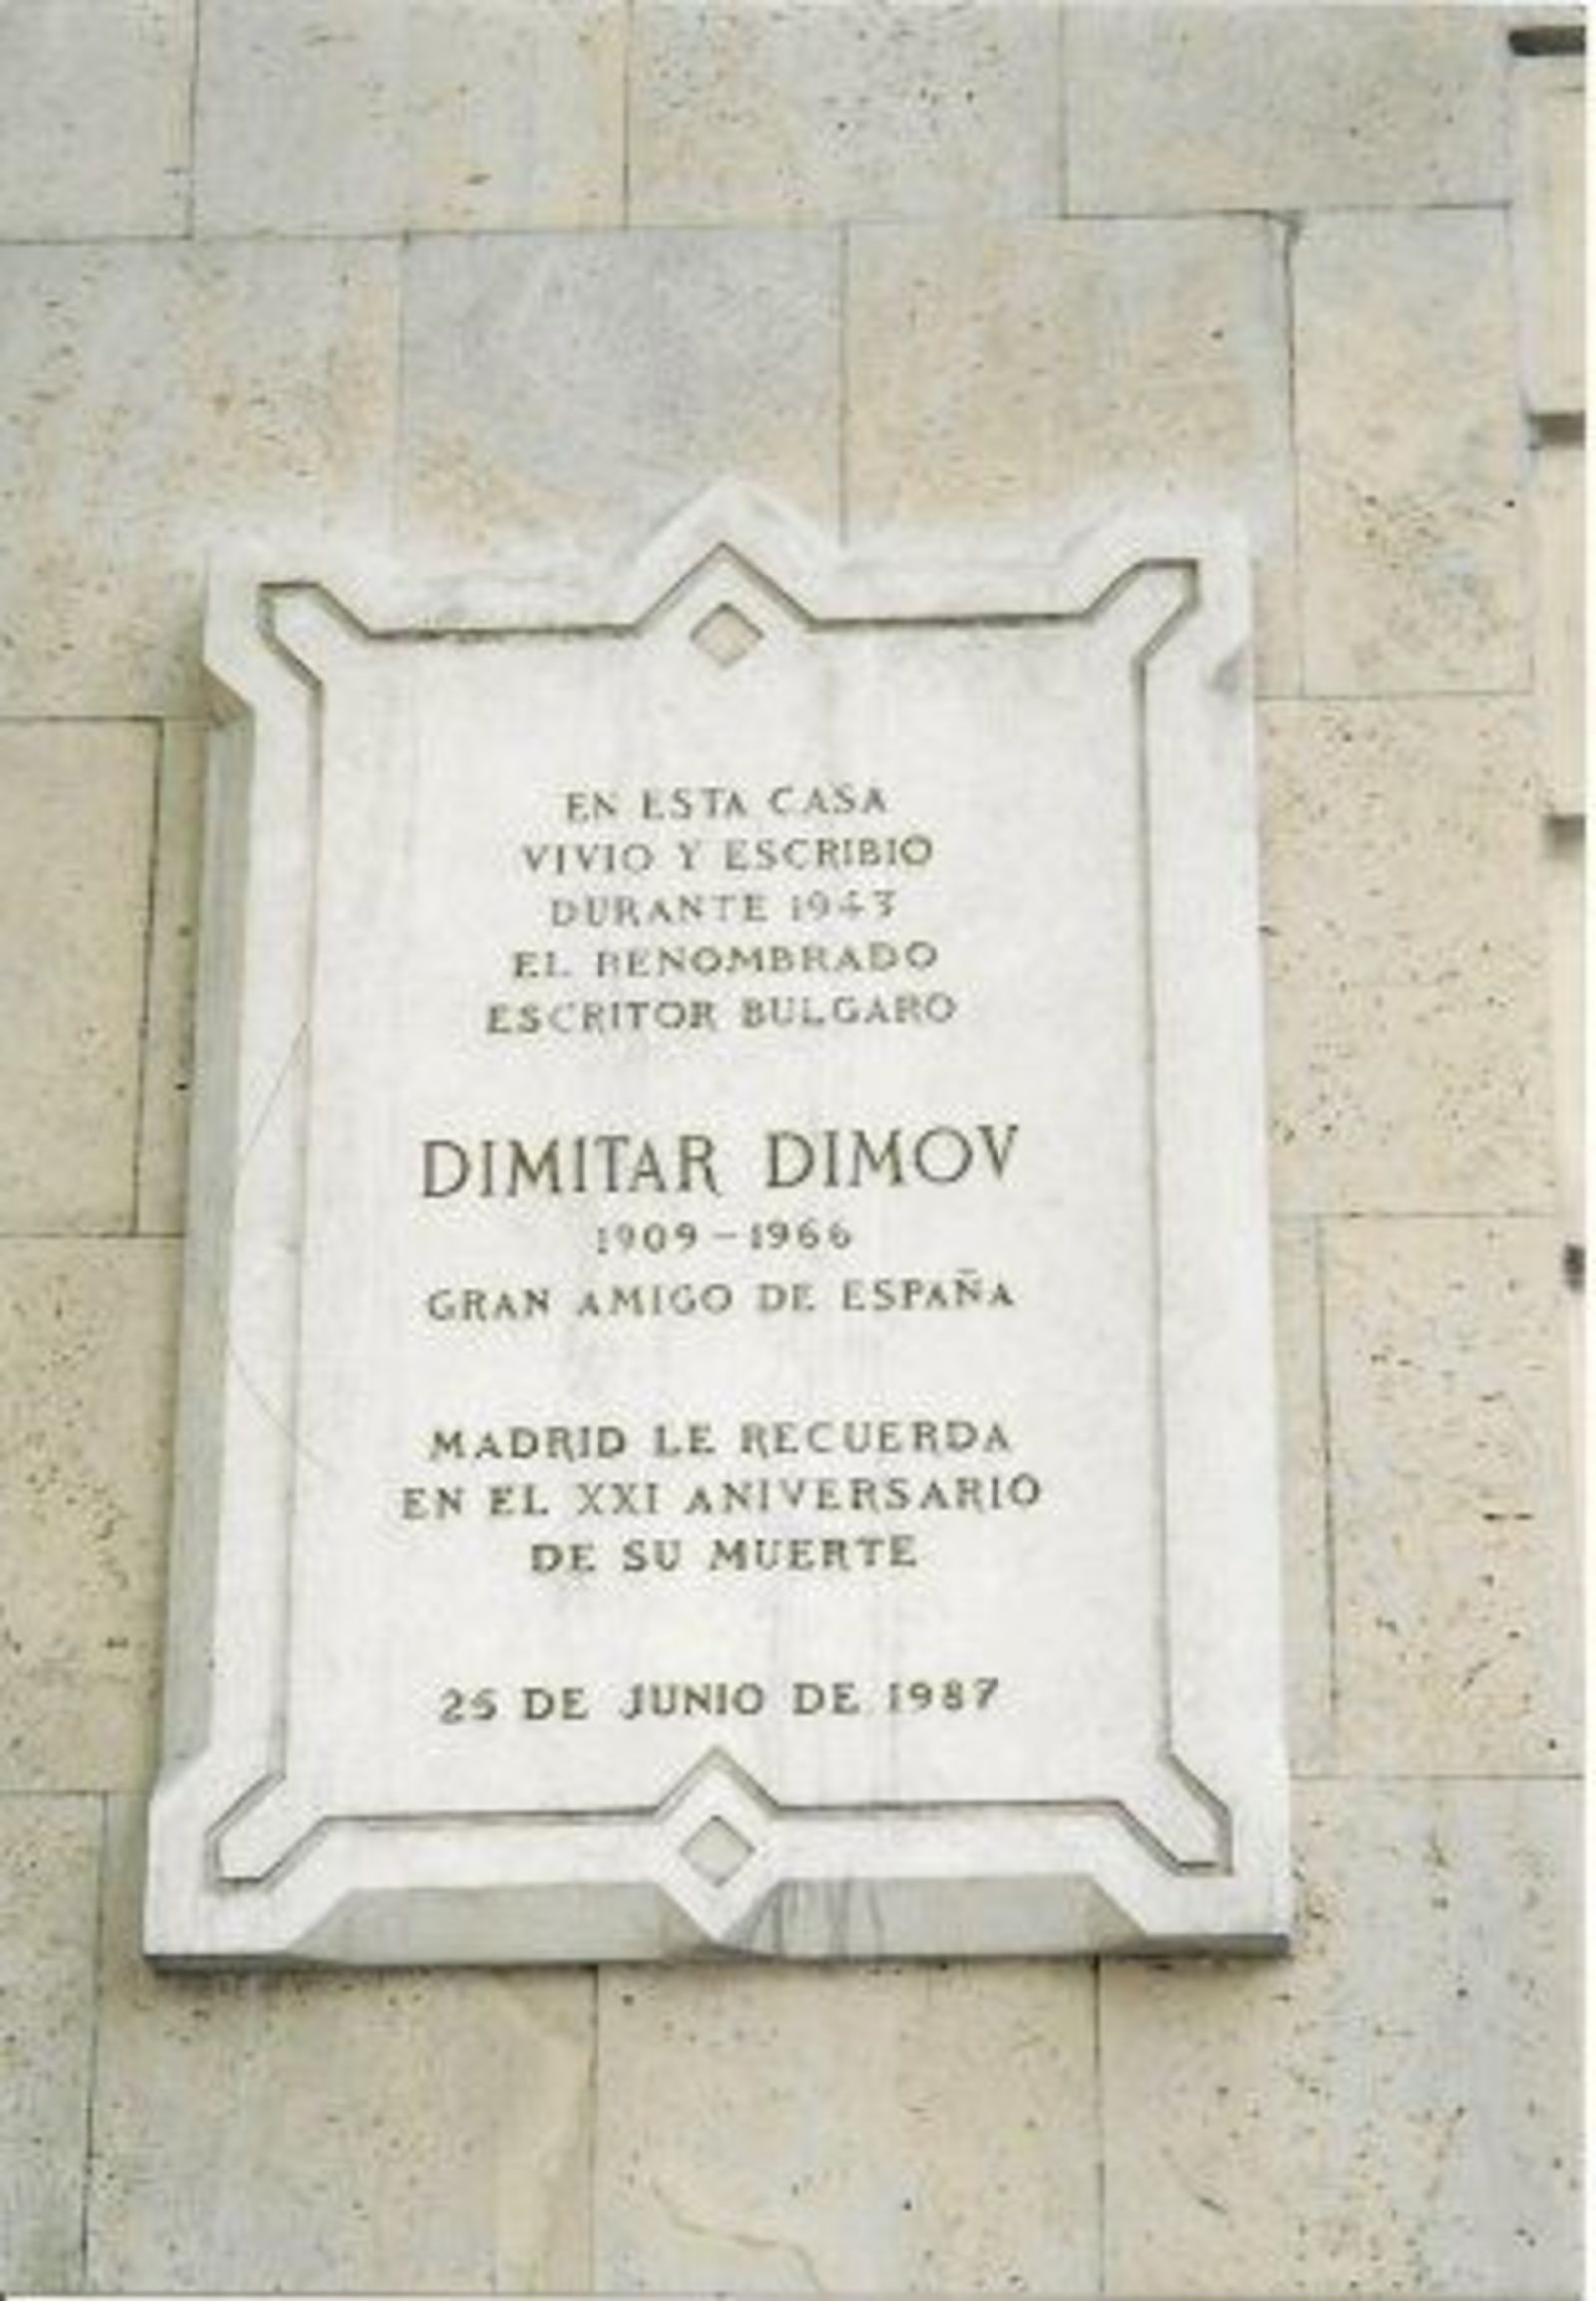 EN ESTA CASA
VIVIO Y ESCRIBIO
DURANTE 1943
EL RENOMBRADO
ESCRITOR BULGARO
DIMITAR DIMOV
1909-1966
GRAN AMIGO DE ESPAÑA
MADRID LE RECUERDA
EN EL XXI ANIVERSARIO
DE SU MUERTE
25 DE JUNIO DE 1987